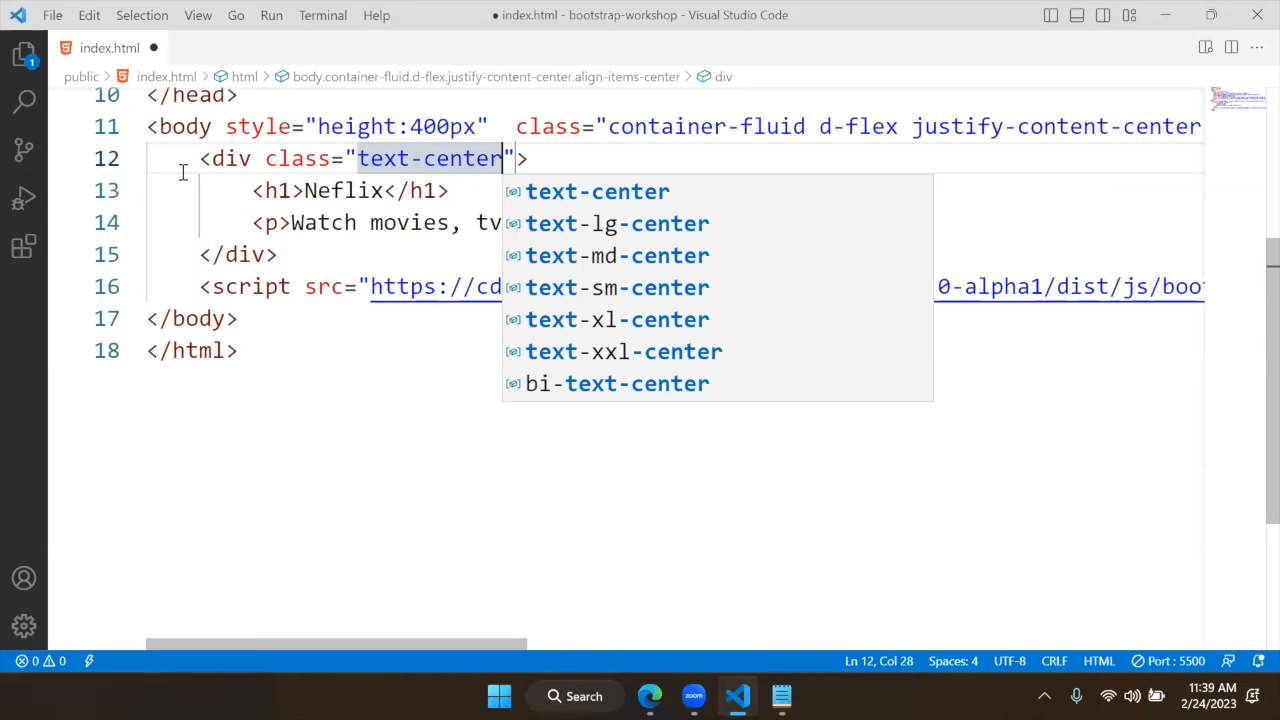 File Edit Selection View Go Run Terminal Help ● index.html - bootstrap-workshop - Visual Studio Code
index.html ●
public > index.html > html > body.container-fluid.d-flex.justify-content-center.align-items-center > div
10 </head>
11 <body style="height:400px"  class="container-fluid d-flex justify-content-center
12 <div class="text-center">
13 <h1>Neflix</h1>
14 <p>Watch movies, tv
15 </div>
16 <script src="https://cd 0-alpha1/dist/js/boo
17 </body>
18 </html>
text-center
text-lg-center
text-md-center
text-sm-center
text-xl-center
text-xxl-center
bi-text-center
1
0 0 Ln 12, Col 28 Spaces: 4 UTF-8 CRLF HTML Port : 5500
Search zoom 11:39 AM
2/24/2023